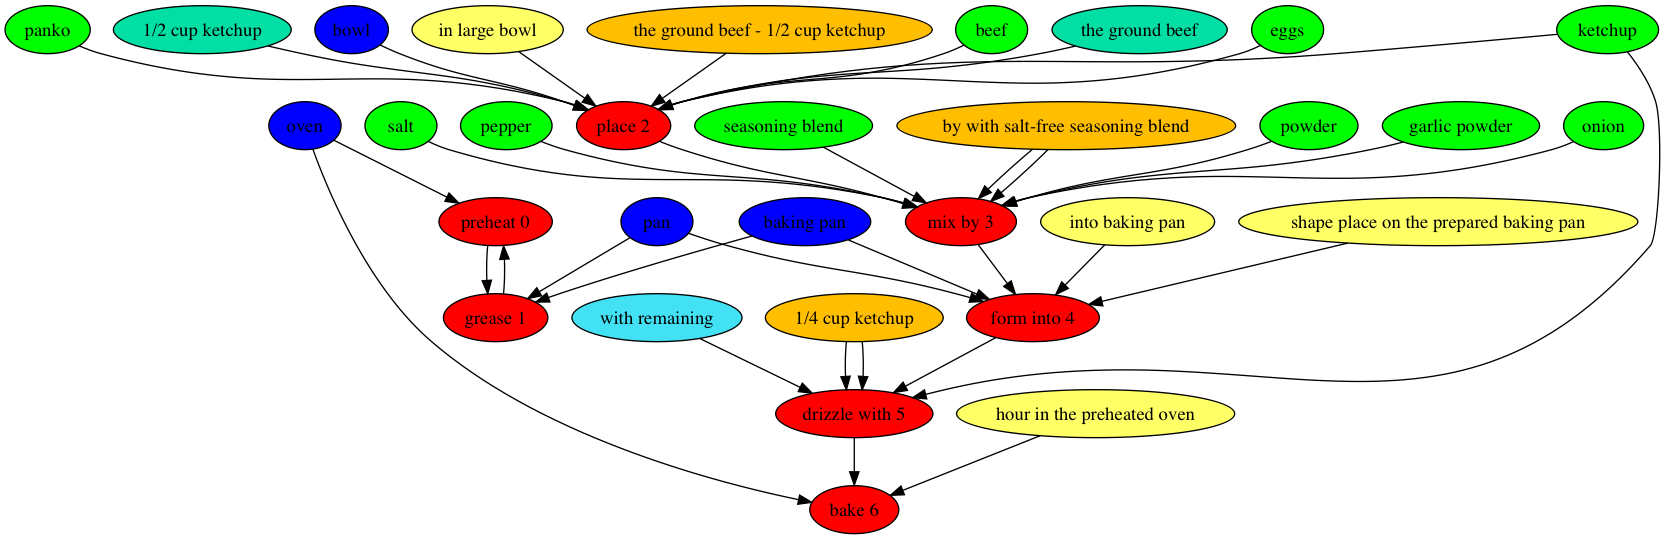 panko
1/2 cup ketchup
bowl
in large bowl
the ground beef - 1/2 cup ketchup
beef
the ground beef
eggs
ketchup
oven
salt
pepper
place 2
seasoning blend
by with salt-free seasoning blend
powder
garlic powder
onion
preheat 0
pan
baking pan
mix by 3
into baking pan
shape place on the prepared baking pan
grease 1
with remaining
1/4 cup ketchup
form into 4
drizzle with 5
hour in the preheated oven
bake 6